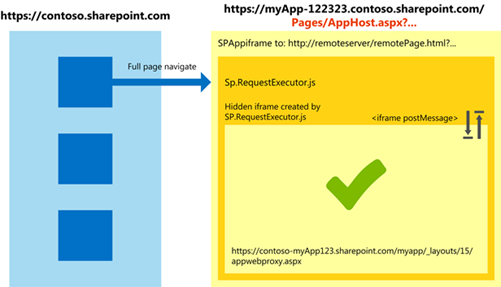 https://contoso.sharepoint.com
https://myApp-122323.contoso.sharepoint.com/
Pages/AppHost.aspx?...
SPAppiframe to: http://remoteserver/remotePage.html?...
Full page navigate
Sp.RequestExecutor.js
Hidden iframe created by
SP.RequestExecutor.js
<iframe postMessage>
https://contoso-myApp123.sharepoint.com/myapp/_layouts/15/
appwebproxy.aspx